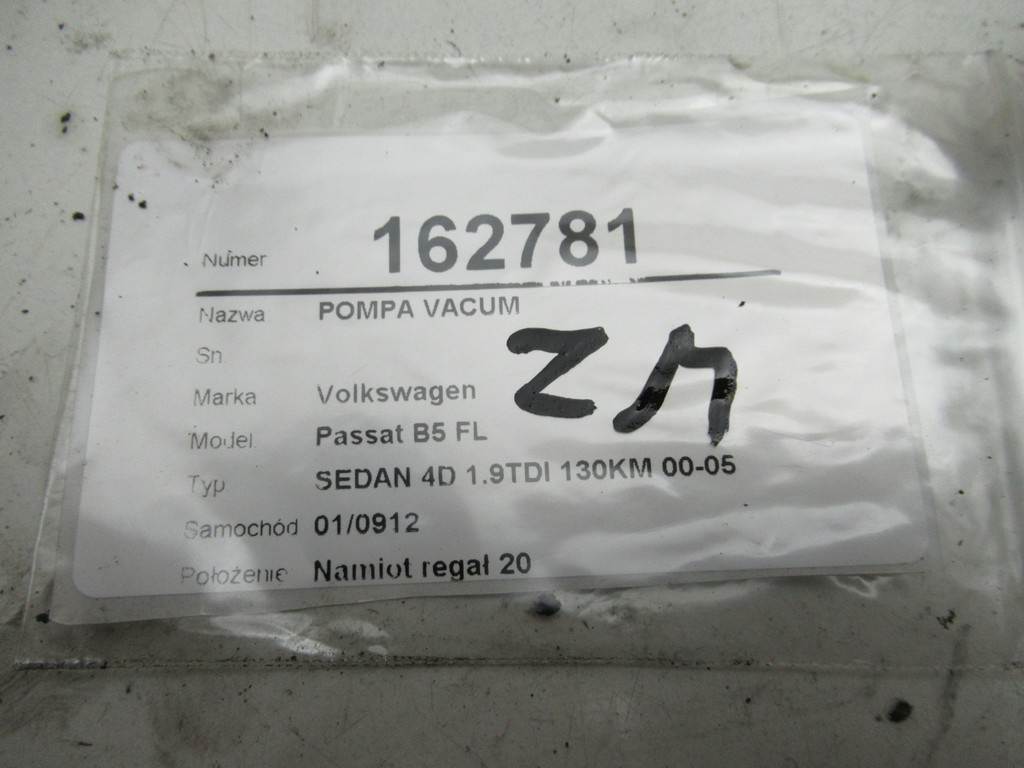 Numer 162781
Nazwa POMPA VACUM
Sn
Marka Volkswagen
Model Passat B5 FL
Typ SEDAN 4D 1.9TDI 130KM 00-05
Samochód 01/0912
Położenie Namiot regał 20